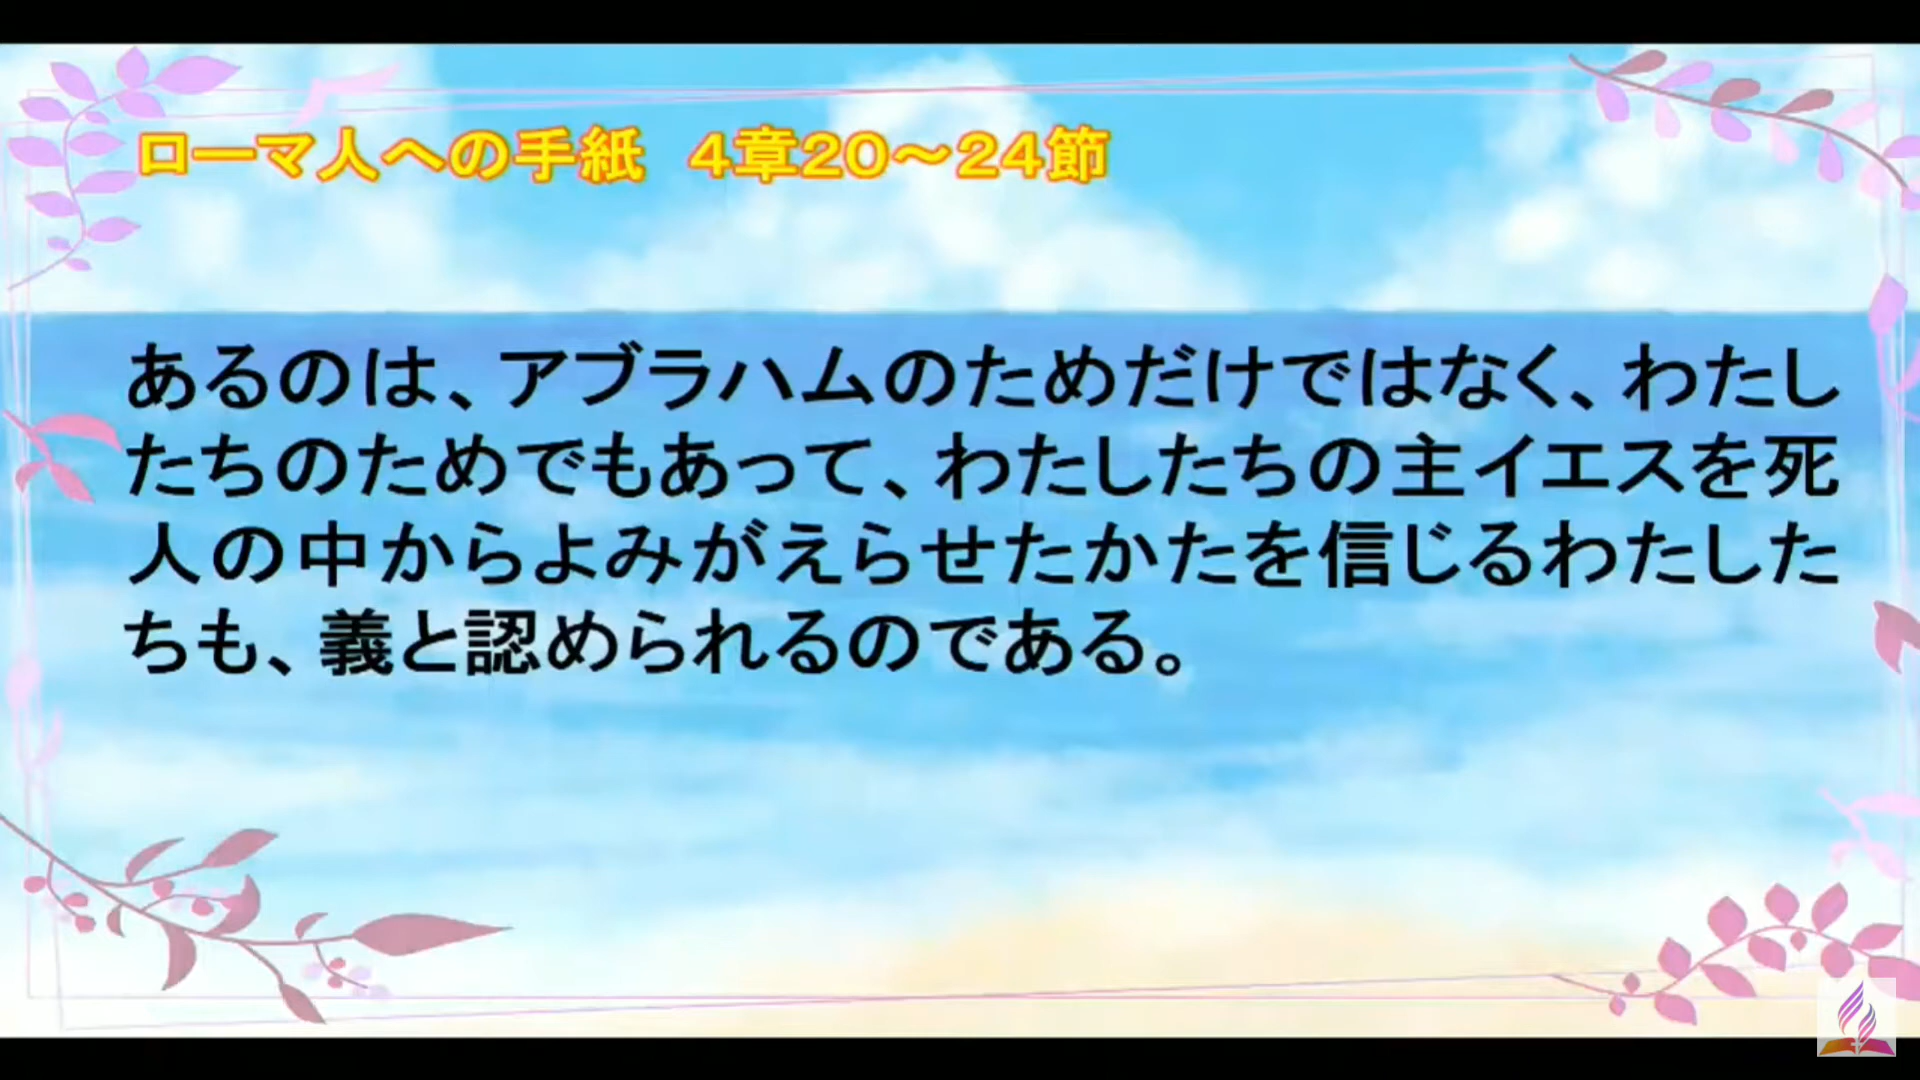 ローマ人への手紙　4章20～24節
あるのは、アブラハムのためだけではなく、わたし
たちのためでもあって、わたしたちの主イエスを死
人の中からよみがえらせたかたを信じるわたした
ちも、義と認められるのである。